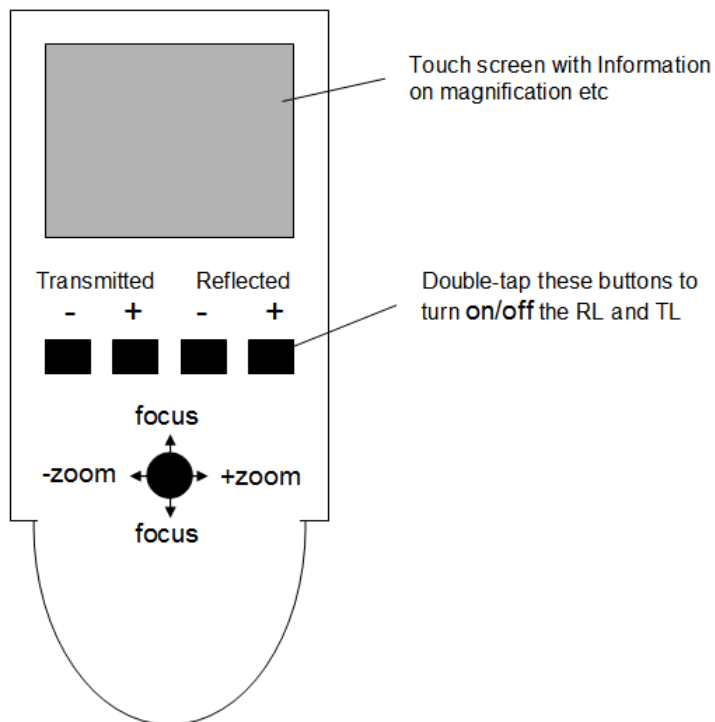 Touch screen with Information
on magnification etc
Transmitted Reflected
- + - +
Double-tap these buttons to
turn on/off the RL and TL
focus
-zoom +zoom
focus